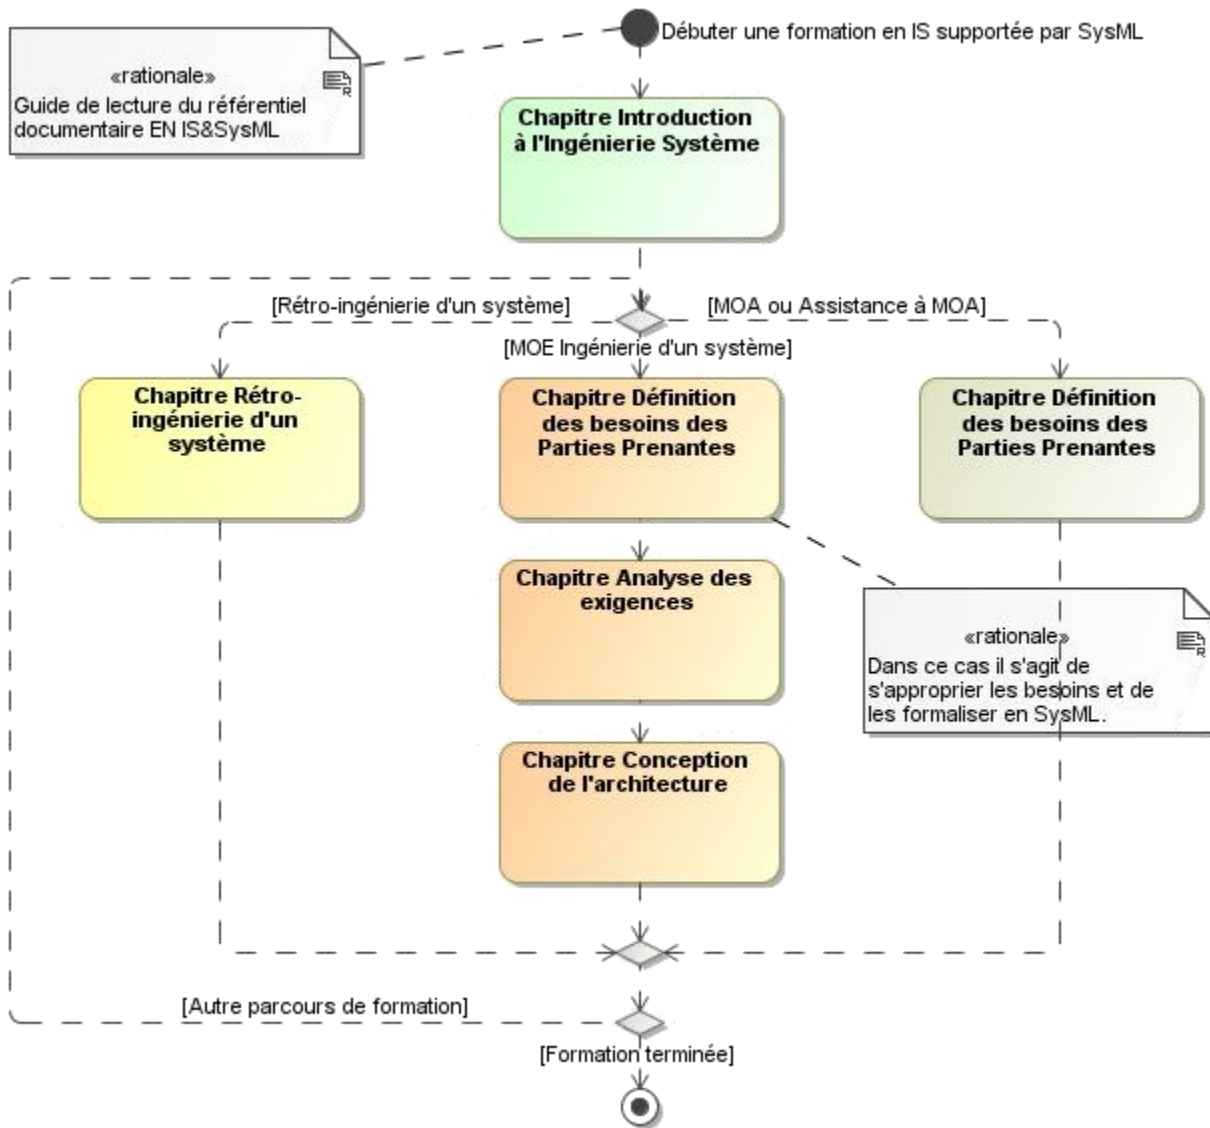 Débuter une formation en IS supportée par SysML
«rationale»
Guide de lecture du référentiel
documentaire EN IS&SysML
Chapitre Introduction
à l'Ingénierie Système
[Rétro-ingénierie d'un système]
[MOA ou Assistance à MOA]
[MOE Ingénierie d'un système]
Chapitre Rétro-
ingénierie d'un
système
Chapitre Définition
des besoins des
Parties Prenantes
Chapitre Définition
des besoins des
Parties Prenantes
Chapitre Analyse des
exigences
«rationale»
Dans ce cas il s'agit de
s'approprier les besoins et de
les formaliser en SysML.
Chapitre Conception
de l'architecture
[Autre parcours de formation]
[Formation terminée]